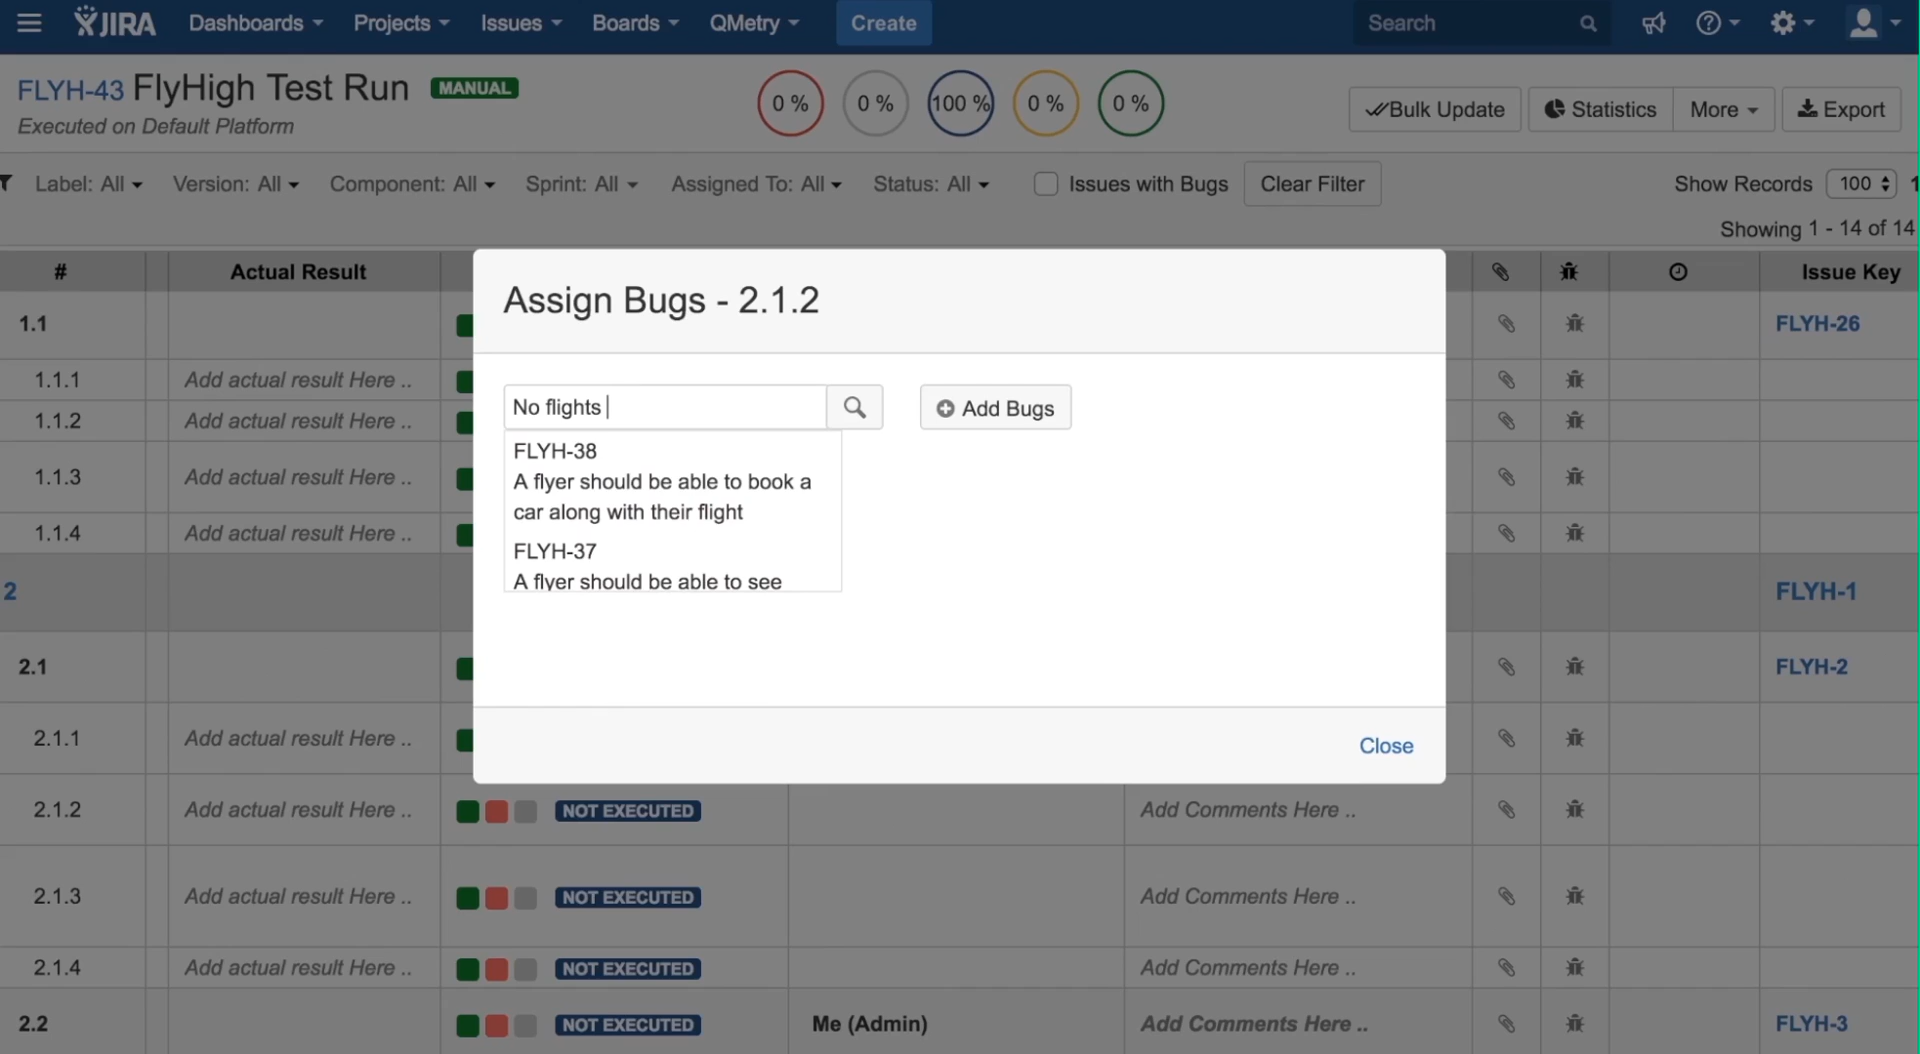 JIRA Dashboards Projects Issues Boards QMetry Create Search
FLYH-43 FlyHigh Test Run MANUAL
Executed on Default Platform
0 % 0 % 100 % 0 % 0 %
Bulk Update Statistics More Export
Label: All Version: All Component: All Sprint: All Assigned To: All Status: All Issues with Bugs Clear Filter Show Records 100 1
Showing 1 - 14 of 14
# Actual Result Issue Key
Assign Bugs - 2.1.2
No flights
Add Bugs
FLYH-38
A flyer should be able to book a
car along with their flight
FLYH-37
A flyer should be able to see
Close
1.1 FLYH-26
1.1.1 Add actual result Here ..
1.1.2 Add actual result Here ..
1.1.3 Add actual result Here ..
1.1.4 Add actual result Here ..
2 FLYH-1
2.1 FLYH-2
2.1.1 Add actual result Here ..
2.1.2 Add actual result Here .. NOT EXECUTED Add Comments Here ..
2.1.3 Add actual result Here .. NOT EXECUTED Add Comments Here ..
2.1.4 Add actual result Here .. NOT EXECUTED Add Comments Here ..
2.2 NOT EXECUTED Me (Admin) Add Comments Here .. FLYH-3